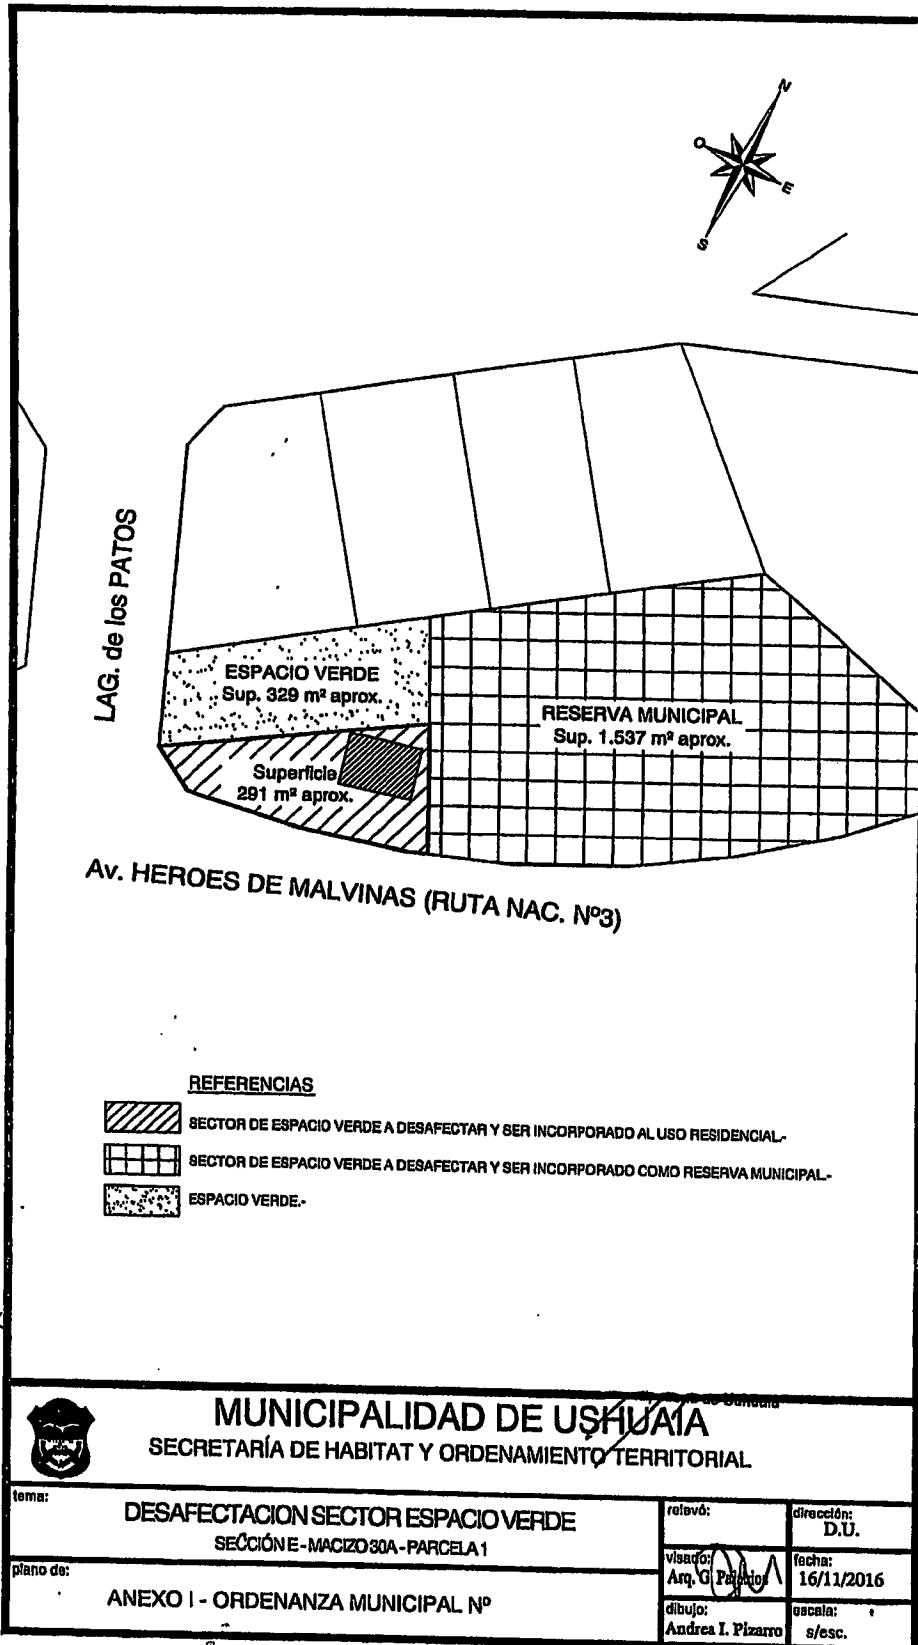 N
O
E
S
LAG. de los PATOS
ESPACIO VERDE
Sup. 329 m² aprox.
RESERVA MUNICIPAL
Sup. 1.537 m² aprox.
Superficie
291 m² aprox.
Av. HEROES DE MALVINAS (RUTA NAC. Nº3)
REFERENCIAS
SECTOR DE ESPACIO VERDE A DESAFECTAR Y SER INCORPORADO AL USO RESIDENCIAL.-
SECTOR DE ESPACIO VERDE A DESAFECTAR Y SER INCORPORADO COMO RESERVA MUNICIPAL.-
ESPACIO VERDE.-
de Ushuaia
MUNICIPALIDAD DE USHUAIA
SECRETARÍA DE HABITAT Y ORDENAMIENTO TERRITORIAL
tema:
DESAFECTACION SECTOR ESPACIO VERDE
SECCIÓN E - MACIZO 30A - PARCELA 1
plano de:
ANEXO I - ORDENANZA MUNICIPAL Nº
relevó:
dirección:
D.U.
visado:
Arq. G.
fecha:
16/11/2016
dibujo:
Andrea I. Pizarro
escala:
s/esc.